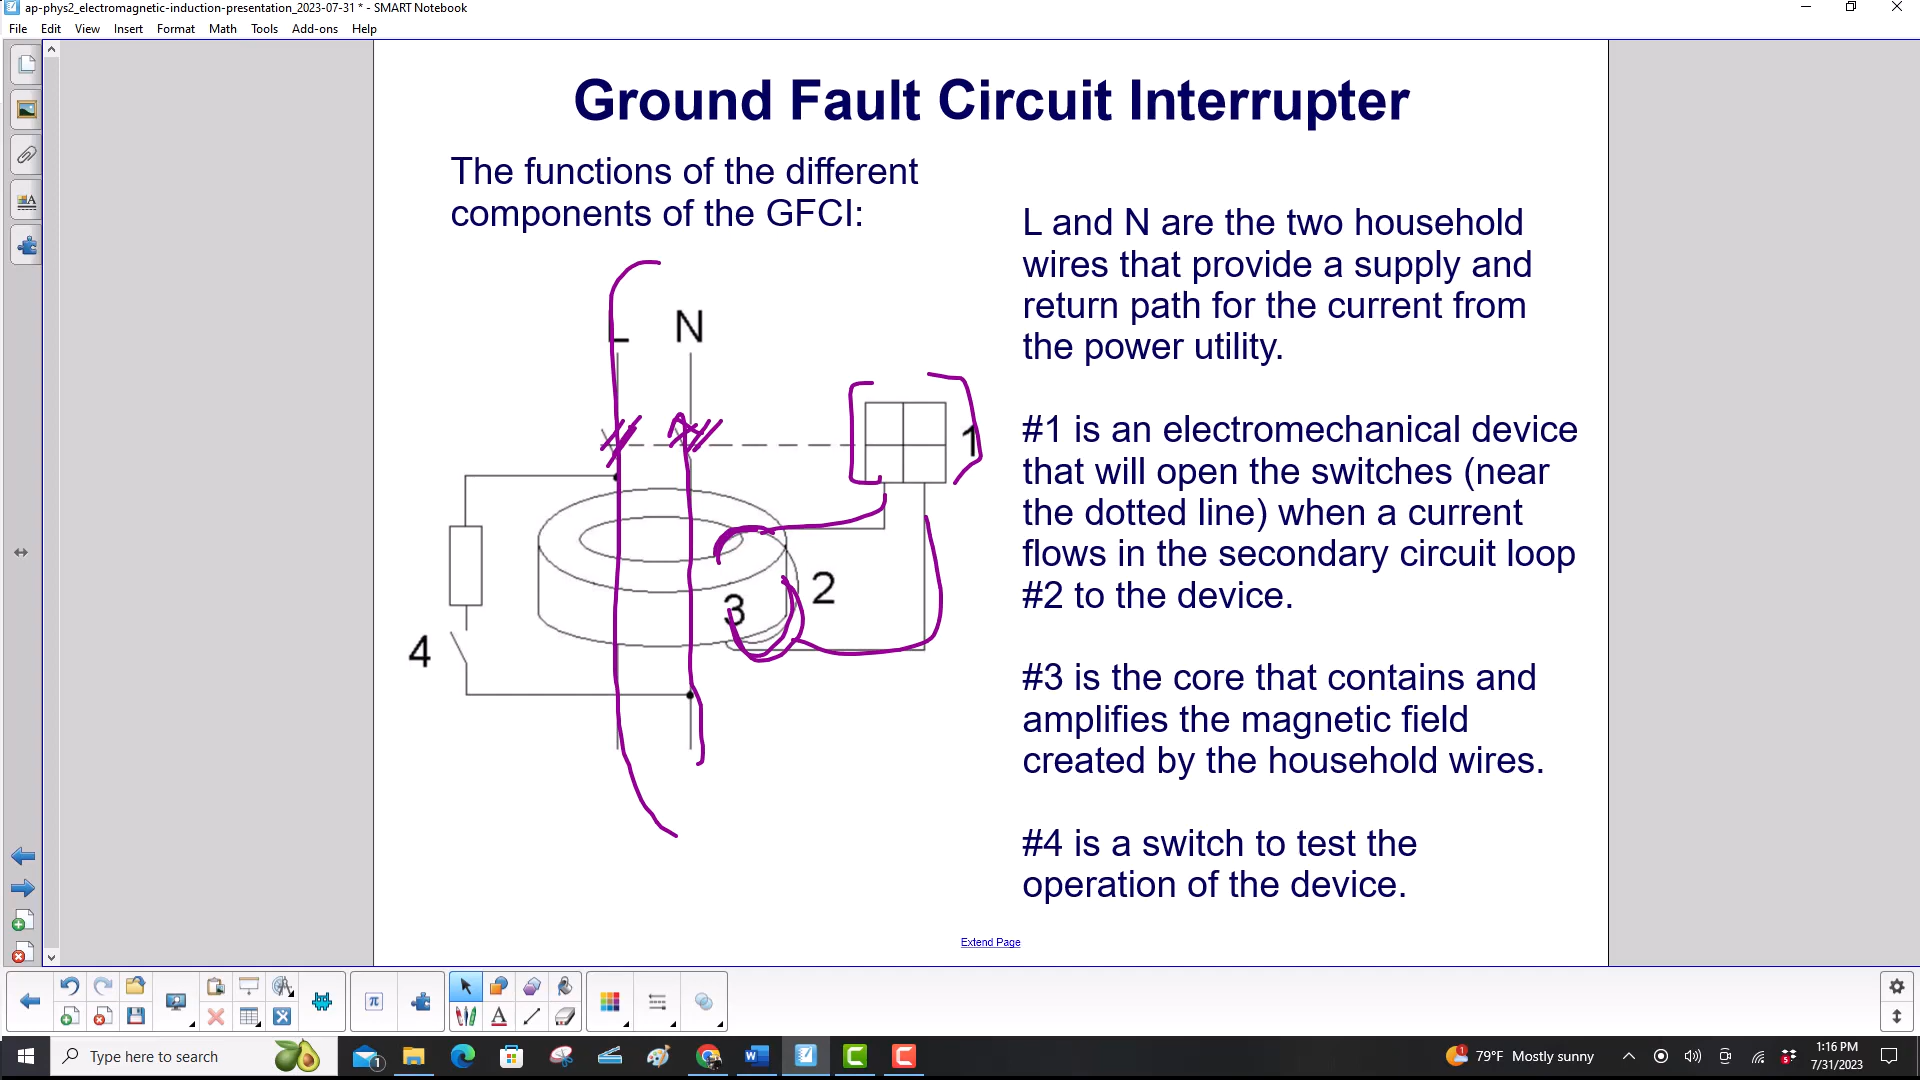 ap-phys2_electromagnetic-induction-presentation_2023-07-31 * - SMART Notebook
File Edit View Insert Format Math Tools Add-ons Help
Ground Fault Circuit Interrupter
The functions of the different
components of the GFCI:
L and N are the two household
wires that provide a supply and
return path for the current from
the power utility.
#1 is an electromechanical device
that will open the switches (near
the dotted line) when a current
flows in the secondary circuit loop
#2 to the device.
#3 is the core that contains and
amplifies the magnetic field
created by the household wires.
#4 is a switch to test the
operation of the device.
L N
1
2
3
4
Extend Page
π
A
Type here to search
1
79°F Mostly sunny
1:16 PM
7/31/2023